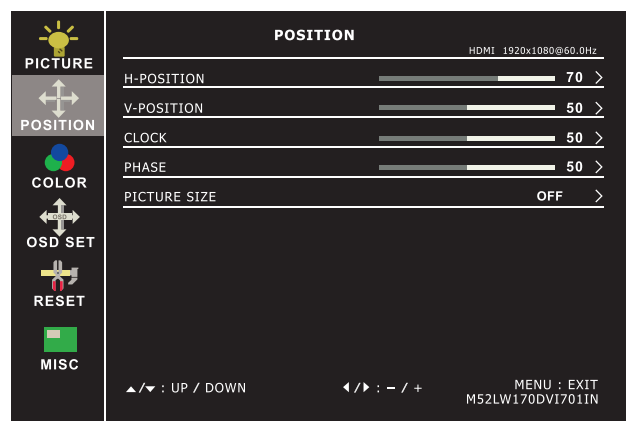 PICTURE
POSITION
COLOR
OSD
OSD SET
RESET
MISC
POSITION
HDMI 1920x1080@60.0Hz
H-POSITION 70
V-POSITION 50
CLOCK 50
PHASE 50
PICTURE SIZE OFF
▲/▼ : UP / DOWN ◀/▶ : – / + MENU : EXIT
M52LW170DVI701IN